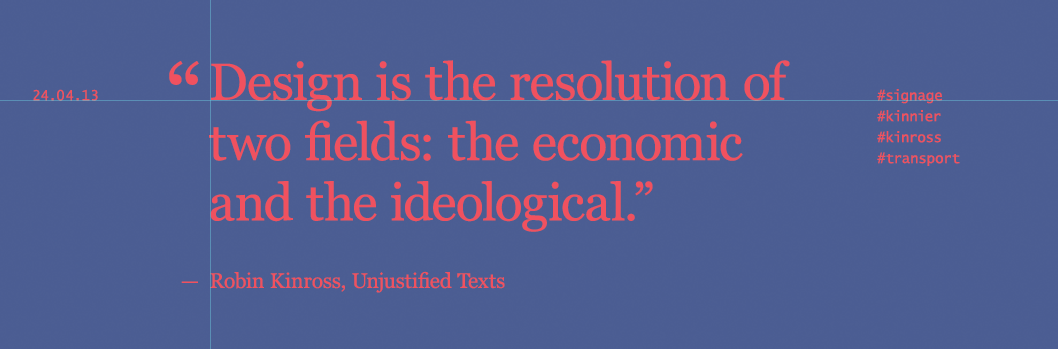 24.04.13
“Design is the resolution of
two fields: the economic
and the ideological.”
— Robin Kinross, Unjustified Texts
#signage
#kinnier
#kinross
#transport